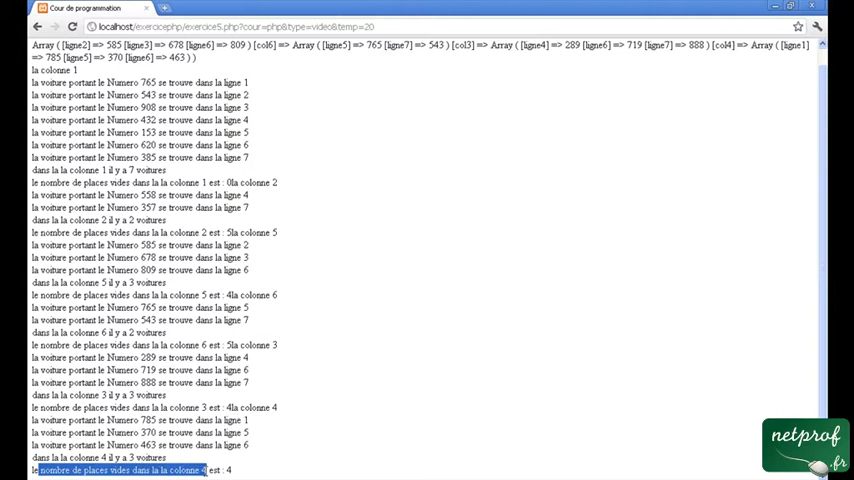 Cour de programmation
localhost/exercicephp/exercice5.php?cour=php&type=video&temp=20
Array ( [ligne2] => 585 [ligne3] => 678 [ligne6] => 809 ) [col6] => Array ( [ligne5] => 765 [ligne7] => 543 ) [col3] => Array ( [ligne4] => 289 [ligne6] => 719 [ligne7] => 888 ) [col4] => Array ( [ligne1]
=> 785 [ligne5] => 370 [ligne6] => 463 ) )
la colonne 1
la voiture portant le Numero 765 se trouve dans la ligne 1
la voiture portant le Numero 543 se trouve dans la ligne 2
la voiture portant le Numero 908 se trouve dans la ligne 3
la voiture portant le Numero 432 se trouve dans la ligne 4
la voiture portant le Numero 153 se trouve dans la ligne 5
la voiture portant le Numero 620 se trouve dans la ligne 6
la voiture portant le Numero 385 se trouve dans la ligne 7
dans la la colonne 1 il y a 7 voitures
le nombre de places vides dans la la colonne 1 est : 0la colonne 2
la voiture portant le Numero 558 se trouve dans la ligne 4
la voiture portant le Numero 357 se trouve dans la ligne 7
dans la la colonne 2 il y a 2 voitures
le nombre de places vides dans la la colonne 2 est : 5la colonne 5
la voiture portant le Numero 585 se trouve dans la ligne 2
la voiture portant le Numero 678 se trouve dans la ligne 3
la voiture portant le Numero 809 se trouve dans la ligne 6
dans la la colonne 5 il y a 3 voitures
le nombre de places vides dans la la colonne 5 est : 4la colonne 6
la voiture portant le Numero 765 se trouve dans la ligne 5
la voiture portant le Numero 543 se trouve dans la ligne 7
dans la la colonne 6 il y a 2 voitures
le nombre de places vides dans la la colonne 6 est : 5la colonne 3
la voiture portant le Numero 289 se trouve dans la ligne 4
la voiture portant le Numero 719 se trouve dans la ligne 6
la voiture portant le Numero 888 se trouve dans la ligne 7
dans la la colonne 3 il y a 3 voitures
le nombre de places vides dans la la colonne 3 est : 4la colonne 4
la voiture portant le Numero 785 se trouve dans la ligne 1
la voiture portant le Numero 370 se trouve dans la ligne 5
la voiture portant le Numero 463 se trouve dans la ligne 6
dans la la colonne 4 il y a 3 voitures
le nombre de places vides dans la la colonne 4 est : 4
netprof
.fr